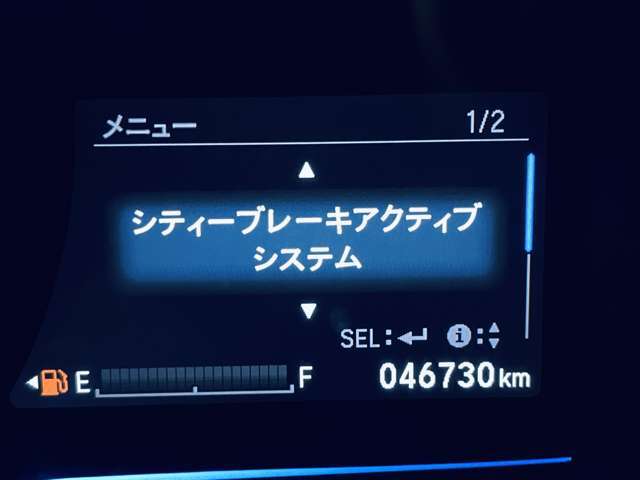 メニュー 1/2
シティーブレーキアクティブ
システム
SEL:↵ i:
E F 046730km